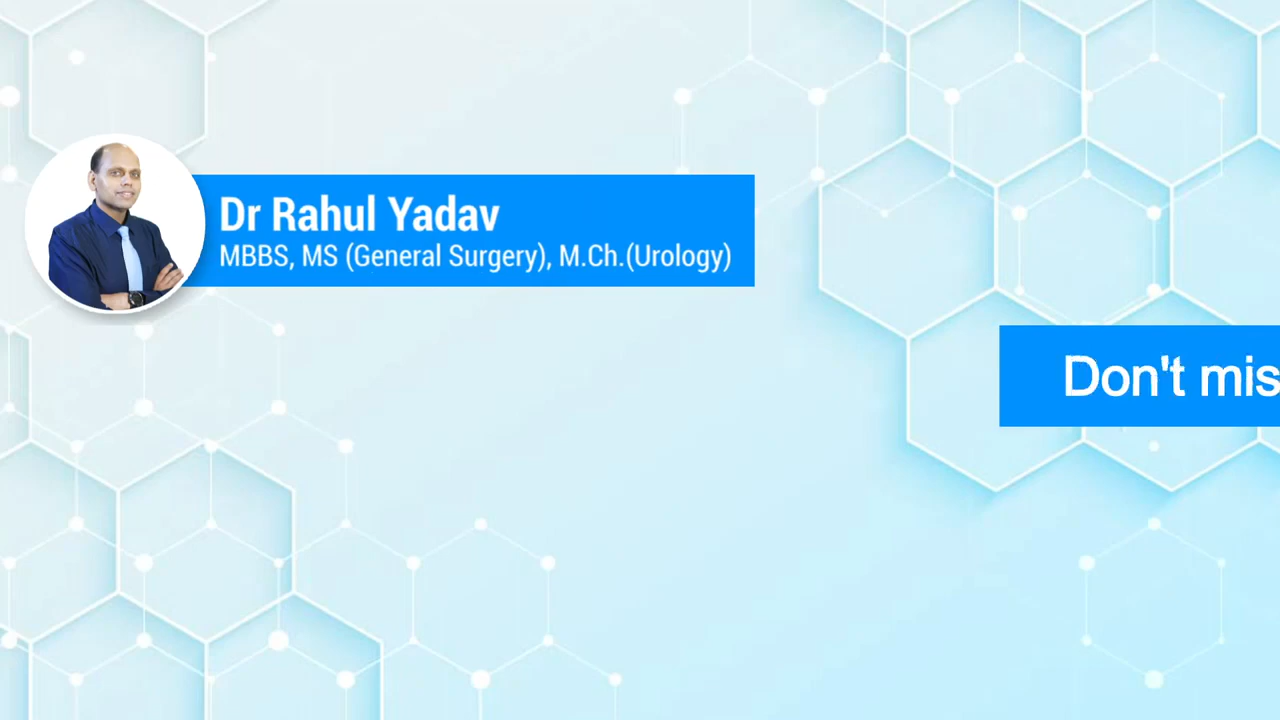 Dr Rahul Yadav
MBBS, MS (General Surgery), M.Ch.(Urology)
Don't mis